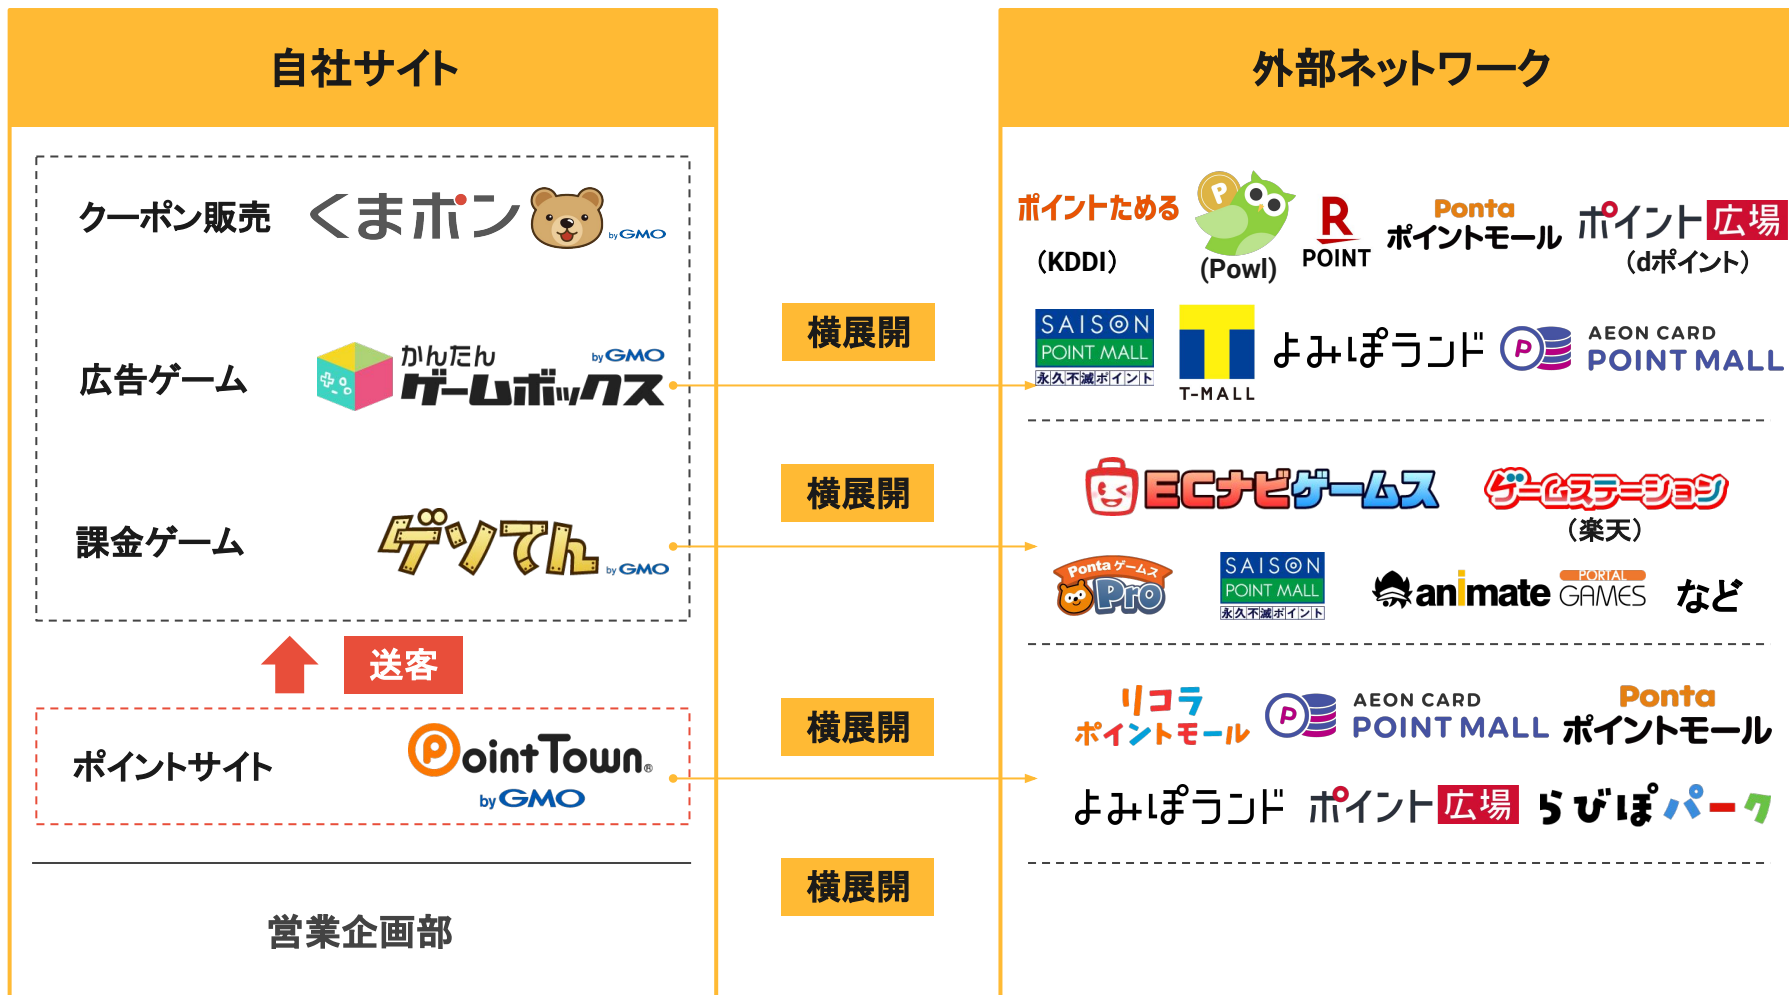 自社サイト
クーポン販売
くまポン
by GMO
広告ゲーム
かんたん
ゲームボックス
by GMO
課金ゲーム
ゲソてん
by GMO
送客
ポイントサイト
PointTown®
by GMO
営業企画部
横展開
横展開
横展開
横展開
外部ネットワーク
ポイントためる
(KDDI)
P
(Powl)
R
POINT
Ponta
ポイントモール
ポイント広場
(dポイント)
SAISON
POINT MALL
永久不滅ポイント
T
T-MALL
よみぽランド
P
AEON CARD
POINT MALL
ECナビゲームス
ゲームステーション
(楽天)
Pontaゲームス
Pro
SAISON
POINT MALL
永久不滅ポイント
animate
PORTAL
GAMES
など
リコラ
ポイントモール
P
AEON CARD
POINT MALL
Ponta
ポイントモール
よみぽランド
ポイント広場
らびぽパーク